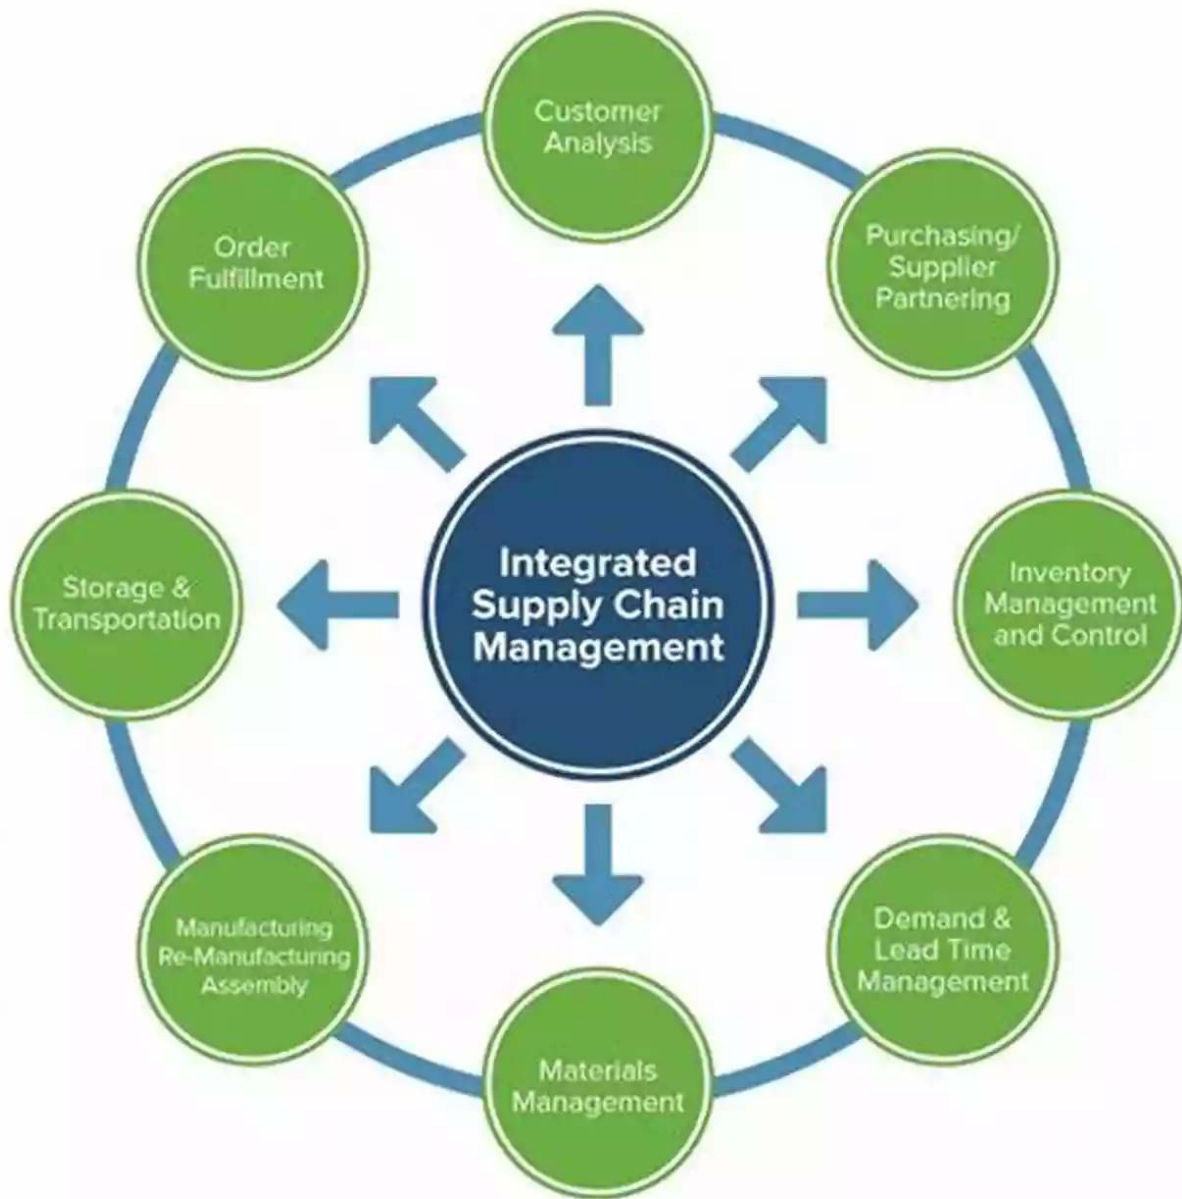 Customer
Analysis
Purchasing/
Supplier
Partnering
Inventory
Management
and Control
Demand &
Lead Time
Management
Materials
Management
Manufacturing
Re-Manufacturing
Assembly
Storage &
Transportation
Order
Fulfillment
Integrated
Supply Chain
Management